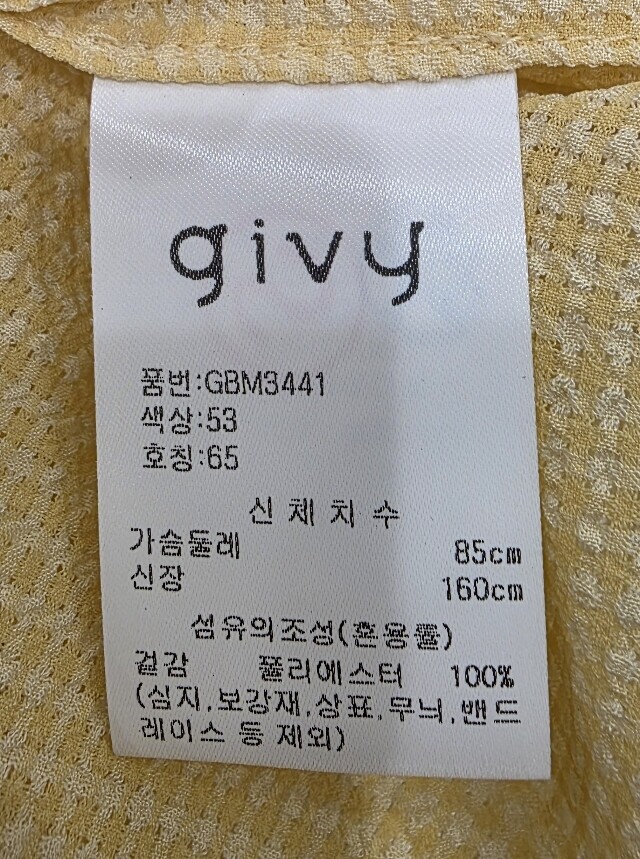 givy
품번:GBM3441
색상:53
호칭:65
신체치수
가슴둘레 85cm
신장 160cm
섬유의조성(혼용률)
겉감 폴리에스터 100%
(심지,보강재,상표,무늬,밴드
레이스 등 제외)